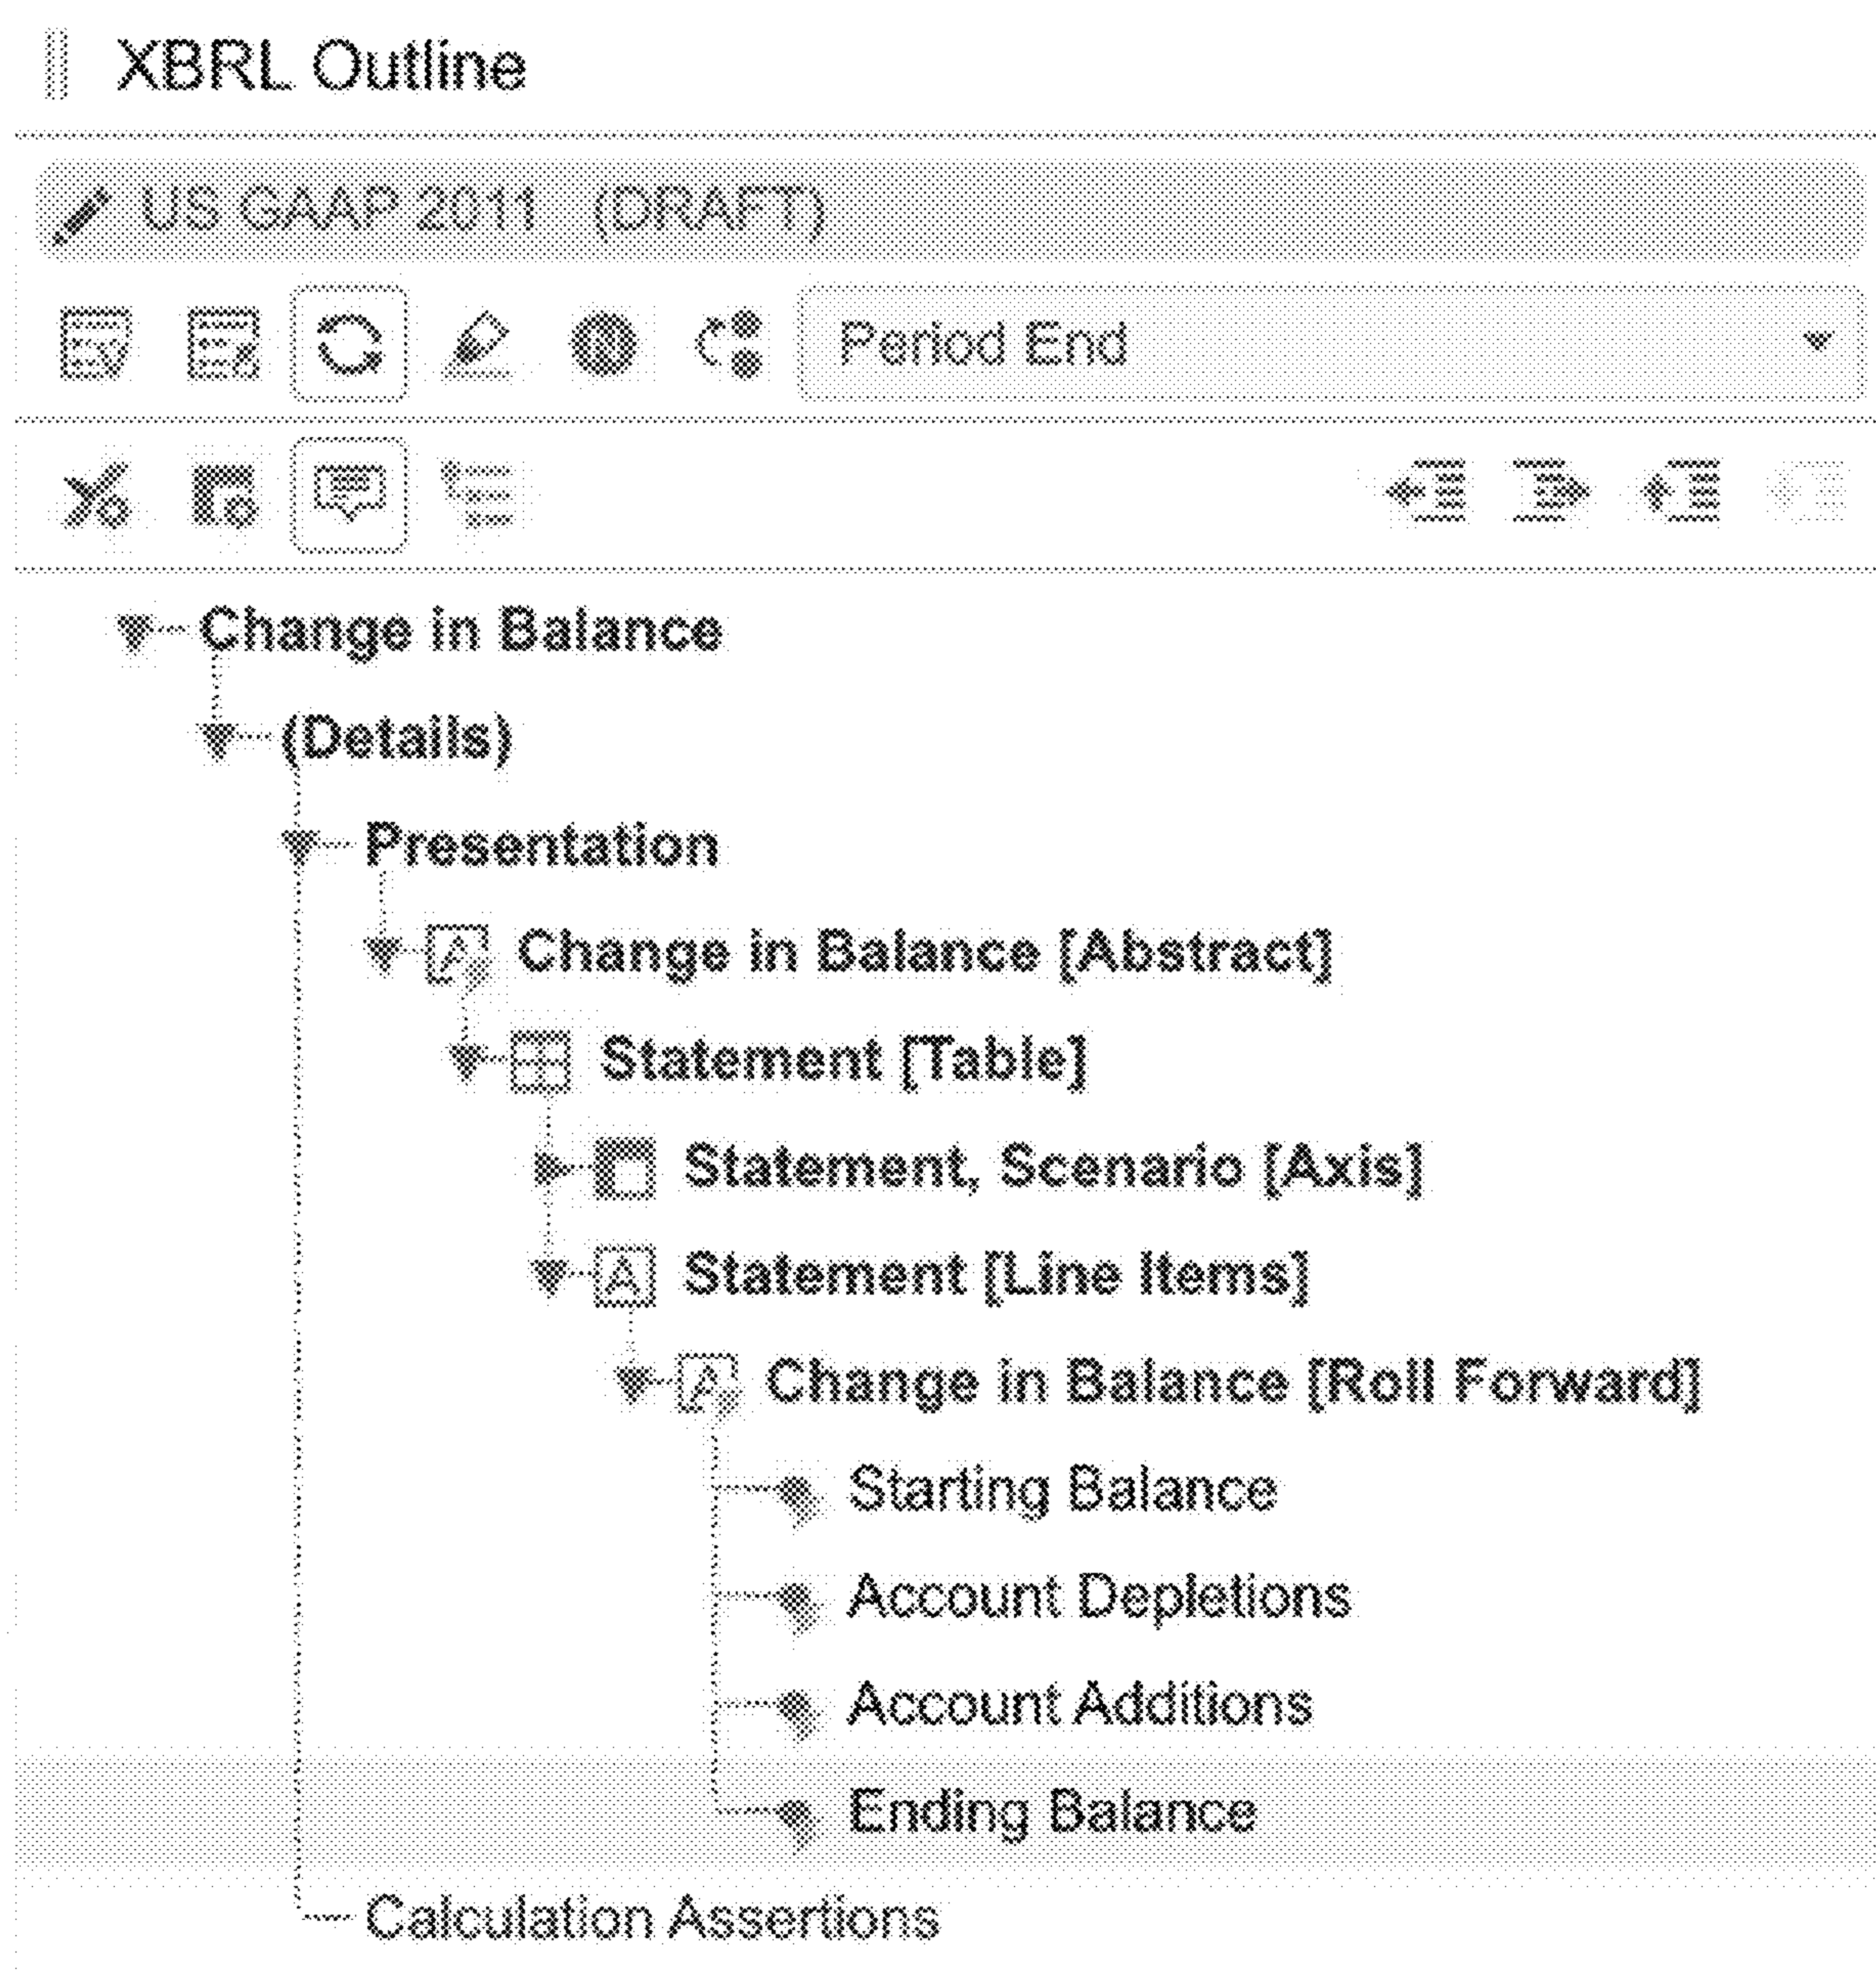 XBRL Outline
US GAAP 2011 (DRAFT)
Period End
Change in Balance
(Details)
Presentation
A Change in Balance [Abstract]
Statement [Table]
Statement, Scenario [Axis]
A Statement [Line Items]
A Change in Balance [Roll Forward]
Starting Balance
Account Depletions
Account Additions
Ending Balance
Calculation Assertions